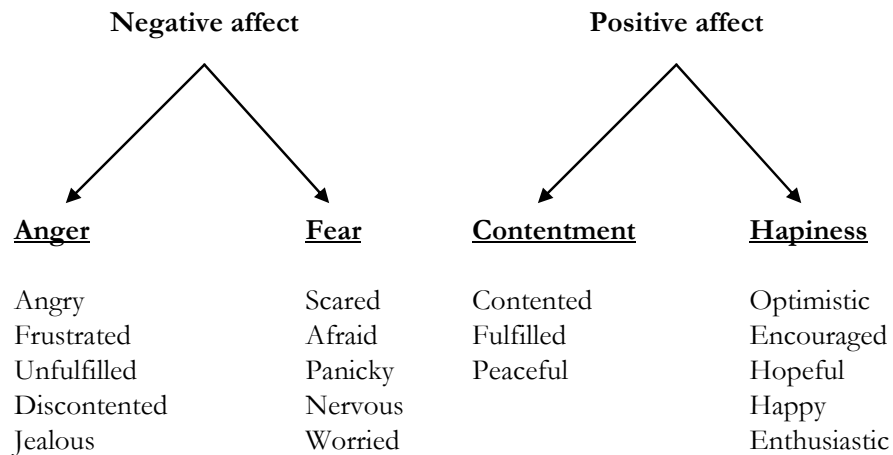 Negative affect Positive affect
Anger Fear Contentment Hapiness
Angry Scared Contented Optimistic
Frustrated Afraid Fulfilled Encouraged
Unfulfilled Panicky Peaceful Hopeful
Discontented Nervous Happy
Jealous Worried Enthusiastic